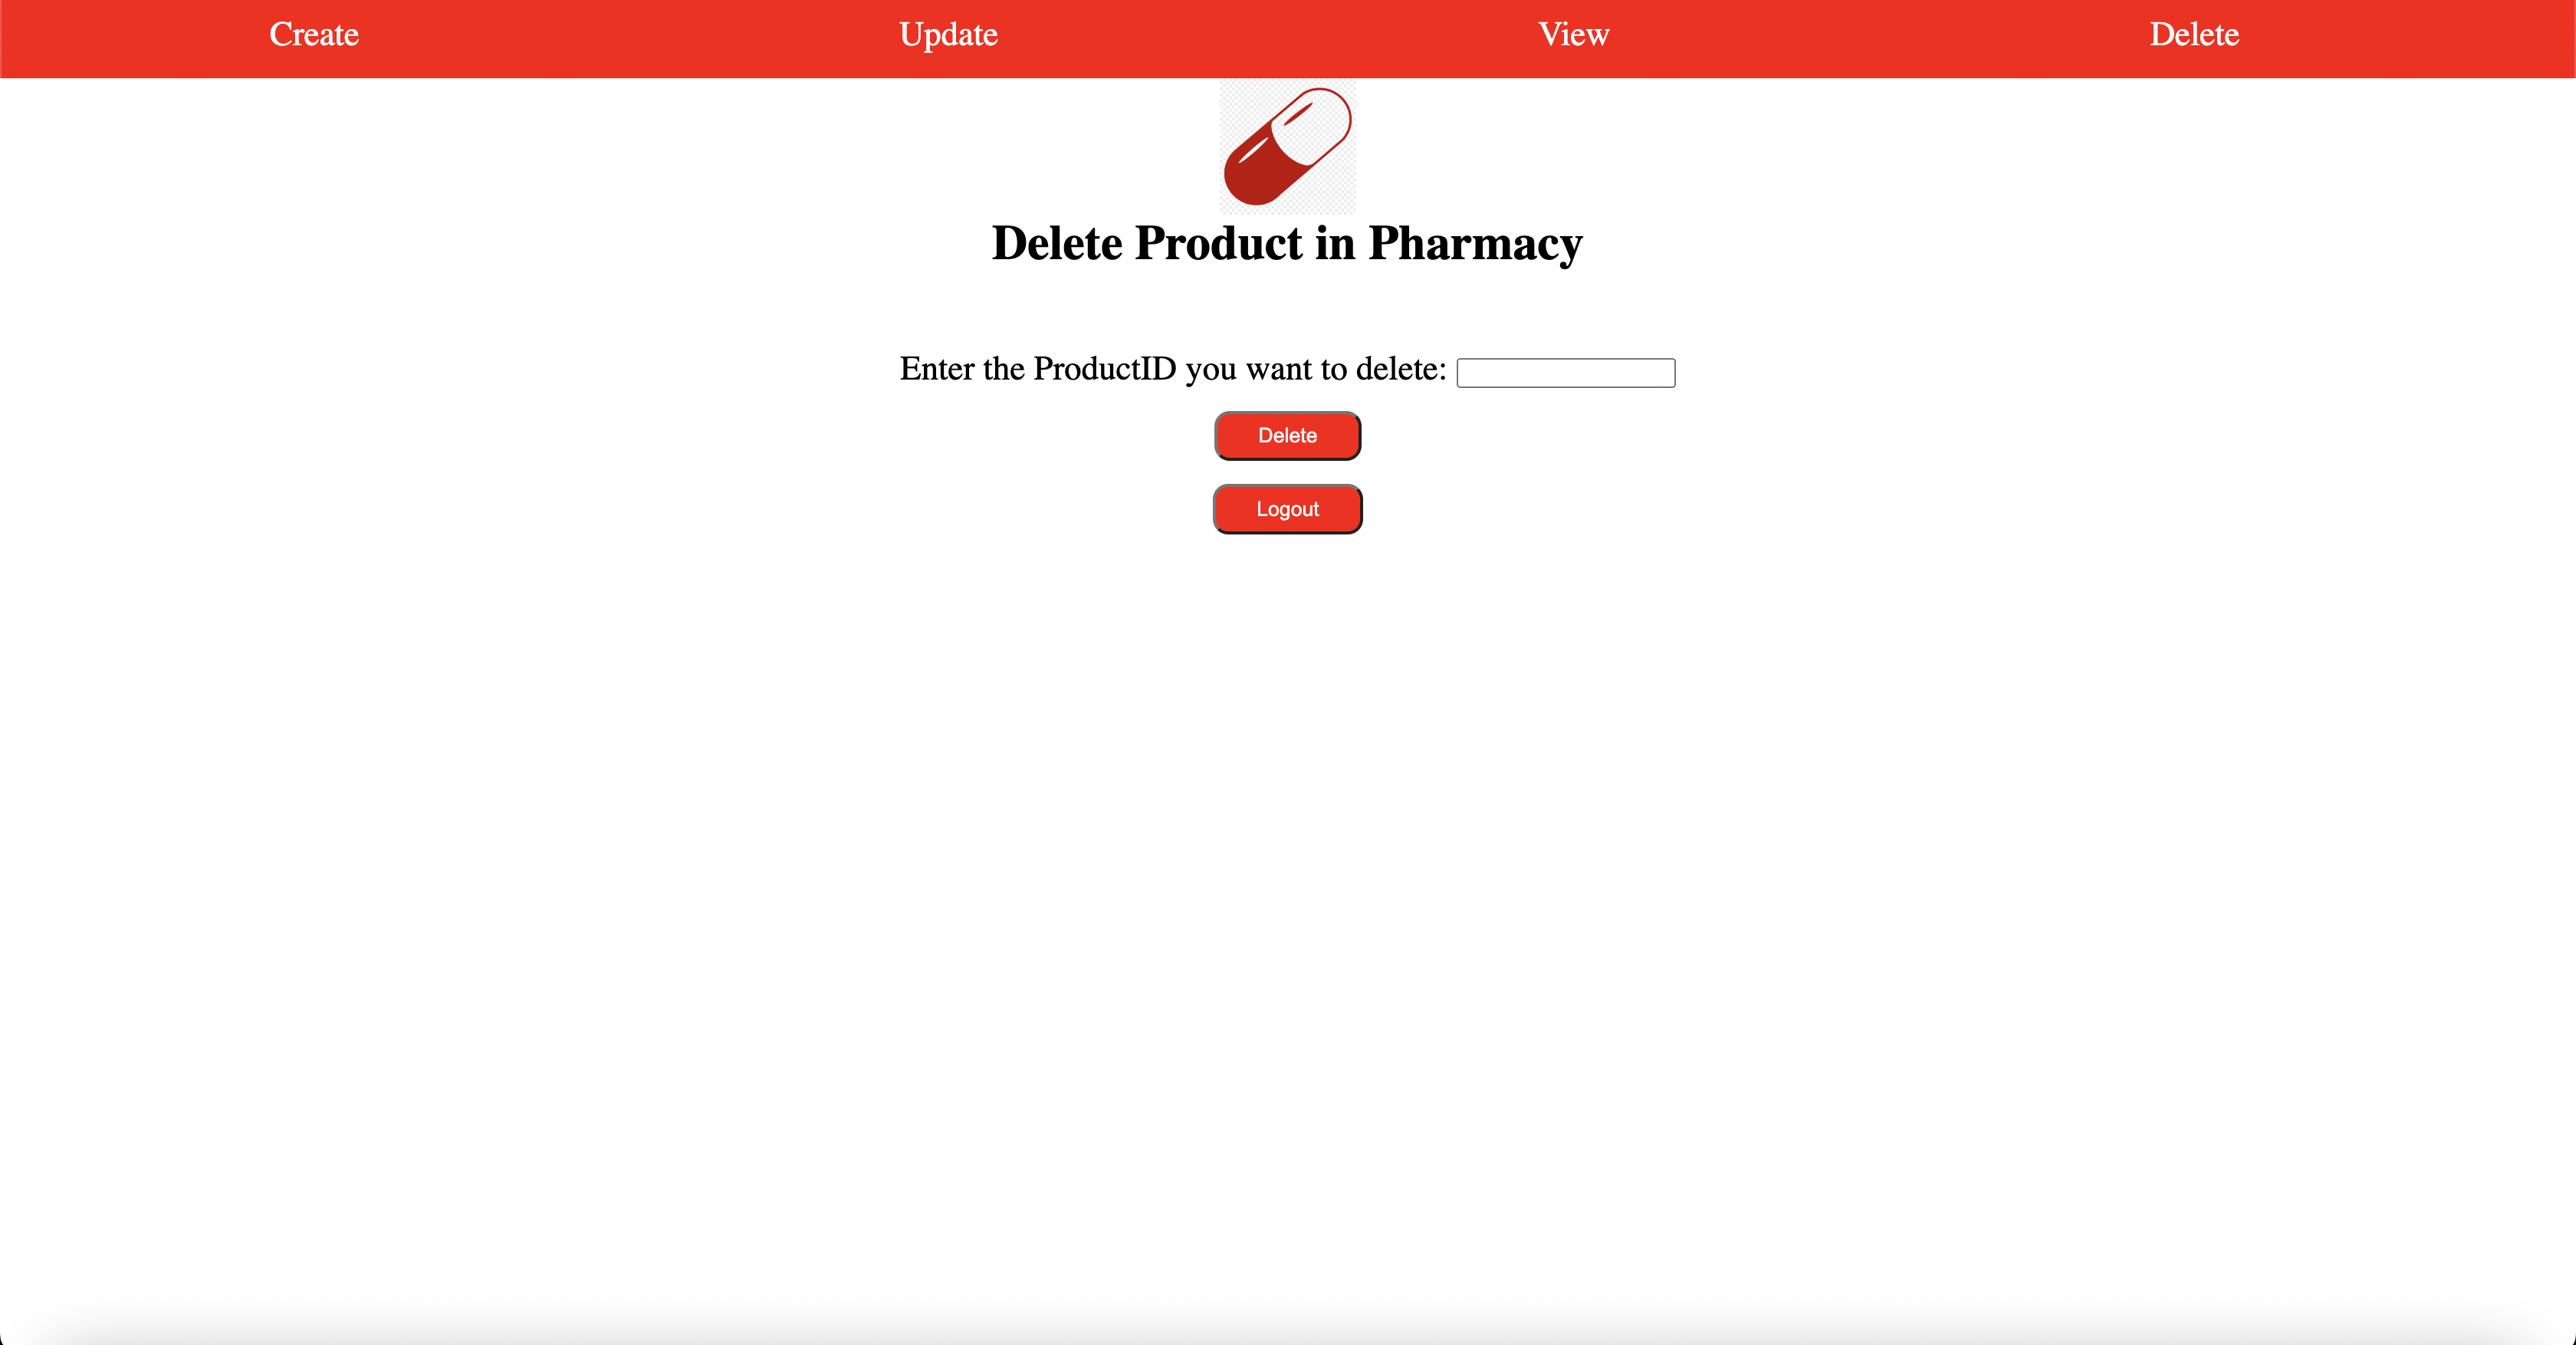 Create Update View Delete
Delete Product in Pharmacy
Enter the ProductID you want to delete:
Delete
Logout